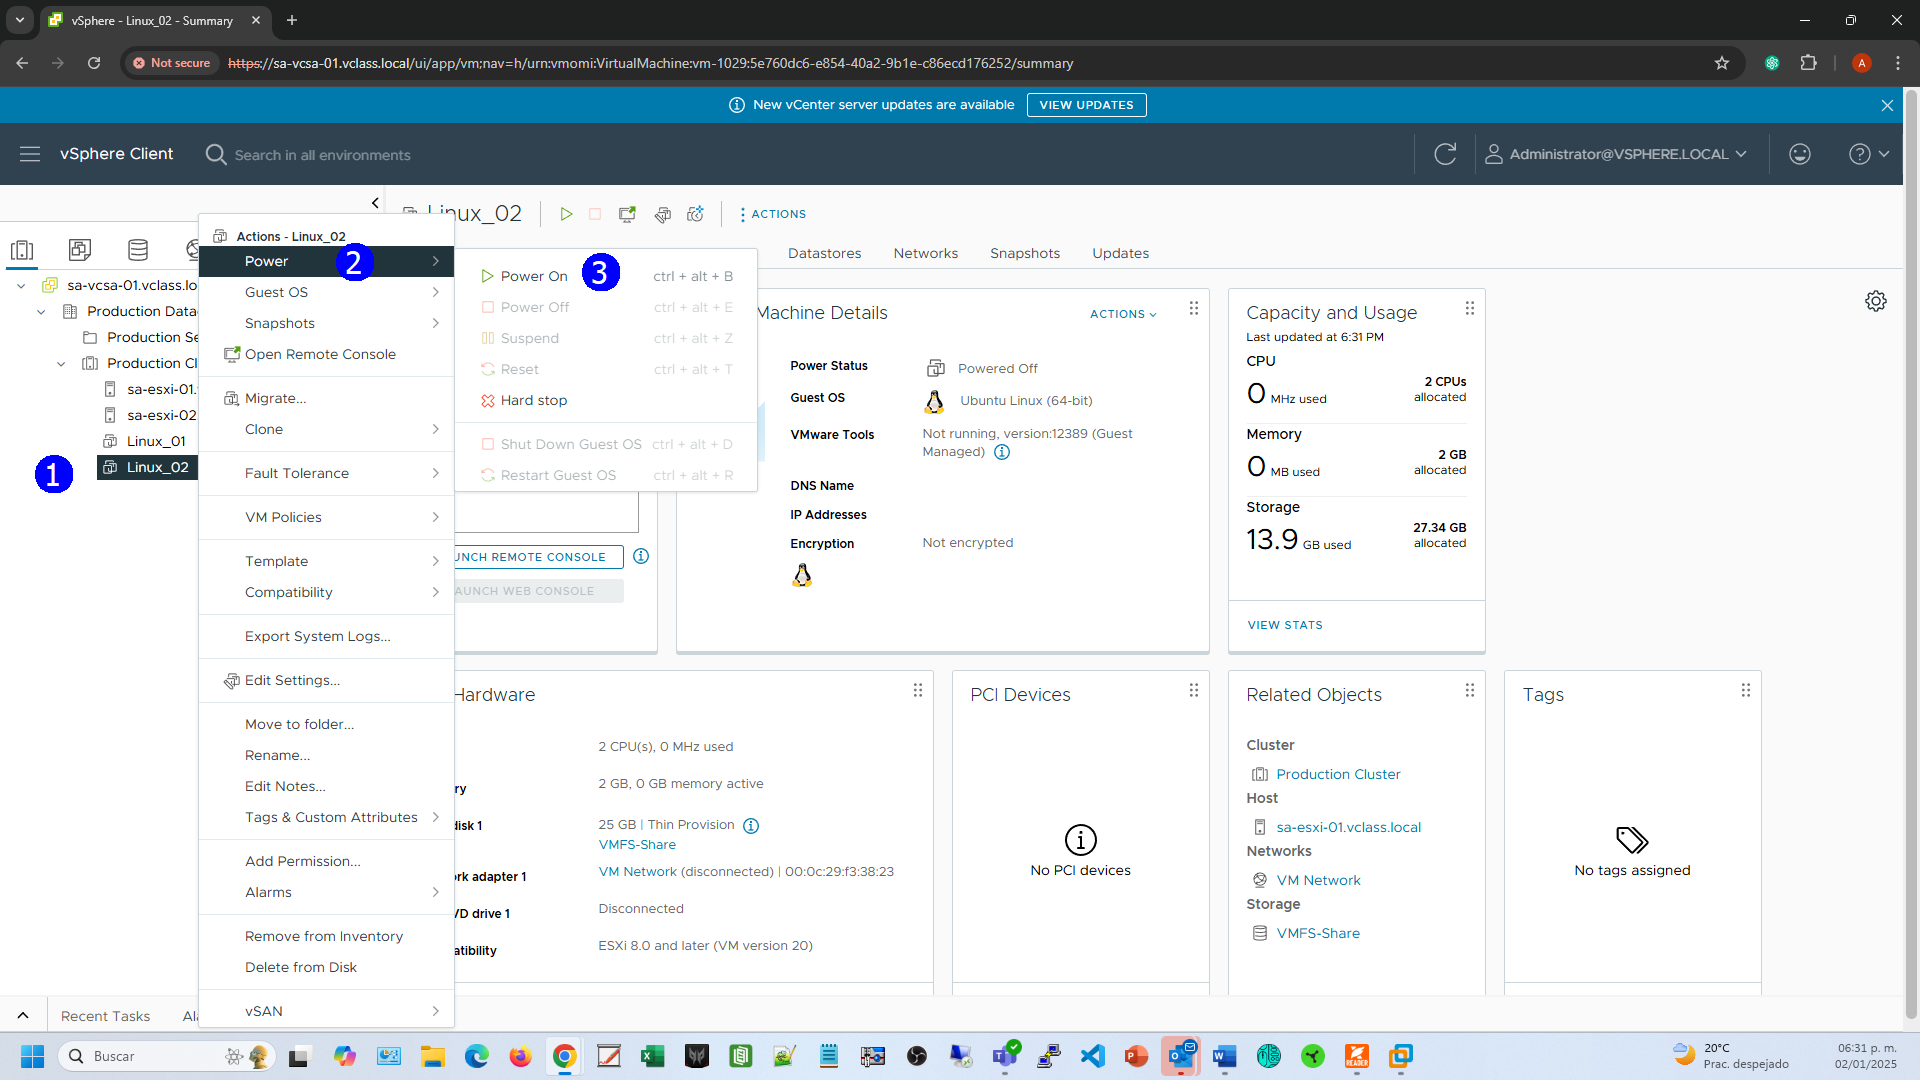 vSphere - Linux_02 - Summary
Not secure
https://sa-vcsa-01.vclass.local/ui/app/vm;nav=h/urn:vmomi:VirtualMachine:vm-1029:5e760dc6-e854-40a2-9b1e-c86ecd176252/summary
A
New vCenter server updates are available
VIEW UPDATES
vSphere Client
Search in all environments
Administrator@VSPHERE.LOCAL
Linux_02
ACTIONS
Datastores
Networks
Snapshots
Updates
sa-vcsa-01.vclass.lo
Production Data
Production Se
Production Cl
sa-esxi-01.
sa-esxi-02
Linux_01
1
Linux_02
Actions - Linux_02
Power
2
Guest OS
Snapshots
Open Remote Console
Migrate...
Clone
Fault Tolerance
VM Policies
Template
Compatibility
Export System Logs...
Edit Settings...
Move to folder...
Rename...
Edit Notes...
Tags & Custom Attributes
Add Permission...
Alarms
Remove from Inventory
Delete from Disk
vSAN
Power On
3
ctrl + alt + B
Power Off ctrl + alt + E
Suspend ctrl + alt + Z
Reset ctrl + alt + T
Hard stop
Shut Down Guest OS ctrl + alt + D
Restart Guest OS ctrl + alt + R
UNCH REMOTE CONSOLE
AUNCH WEB CONSOLE
Machine Details
ACTIONS
Power Status Powered Off
Guest OS Ubuntu Linux (64-bit)
VMware Tools Not running, version:12389 (Guest
Managed)
DNS Name
IP Addresses
Encryption Not encrypted
Capacity and Usage
Last updated at 6:31 PM
CPU
0 MHz used
2 CPUs
allocated
Memory
0 MB used
2 GB
allocated
Storage
13.9 GB used
27.34 GB
allocated
VIEW STATS
Hardware
2 CPU(s), 0 MHz used
ry 2 GB, 0 GB memory active
disk 1 25 GB | Thin Provision
VMFS-Share
ork adapter 1 VM Network (disconnected) | 00:0c:29:f3:38:23
VD drive 1 Disconnected
atibility ESXi 8.0 and later (VM version 20)
PCI Devices
No PCI devices
Related Objects
Cluster
Production Cluster
Host
sa-esxi-01.vclass.local
Networks
VM Network
Storage
VMFS-Share
Tags
No tags assigned
Recent Tasks
Al
Buscar
READER
20°C
Prac. despejado
06:31 p. m.
02/01/2025